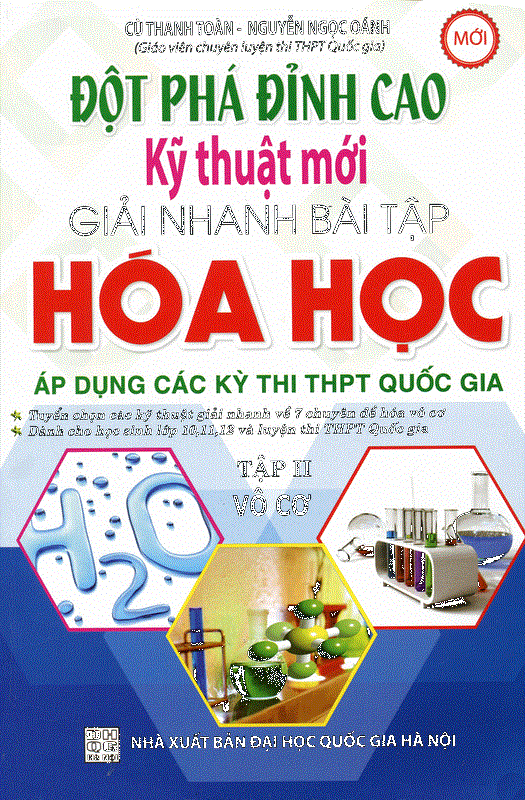 CÙ THANH TOÀN - NGUYỄN NGỌC OÁNH
(Giáo viên chuyên luyện thi THPT Quốc gia)
MỚI
ĐỘT PHÁ ĐỈNH CAO
Kỹ thuật mới
GIẢI NHANH BÀI TẬP
HÓA HỌC
ÁP DỤNG CÁC KỲ THI THPT QUỐC GIA
Tuyển chọn các kỹ thuật giải nhanh về 7 chuyên đề hóa vô cơ
Dành cho học sinh lớp 10,11,12 và luyện thi THPT Quốc gia
TẬP II
VÔ CƠ
H2O
NHÀ XUẤT BẢN ĐẠI HỌC QUỐC GIA HÀ NỘI